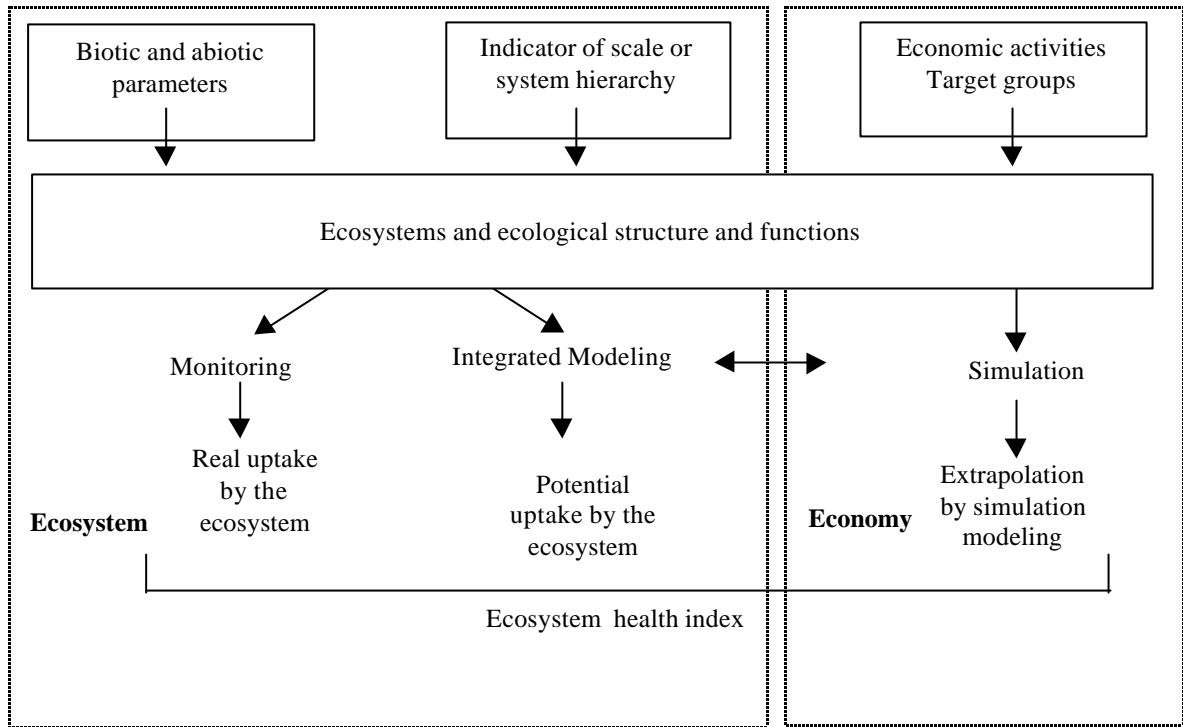 Biotic and abiotic
parameters
Indicator of scale or
system hierarchy
Economic activities
Target groups
Ecosystems and ecological structure and functions
Monitoring
Integrated Modeling
Simulation
Real uptake
by the
ecosystem
Potential
uptake by the
ecosystem
Extrapolation
by simulation
modeling
Ecosystem
Economy
Ecosystem health index